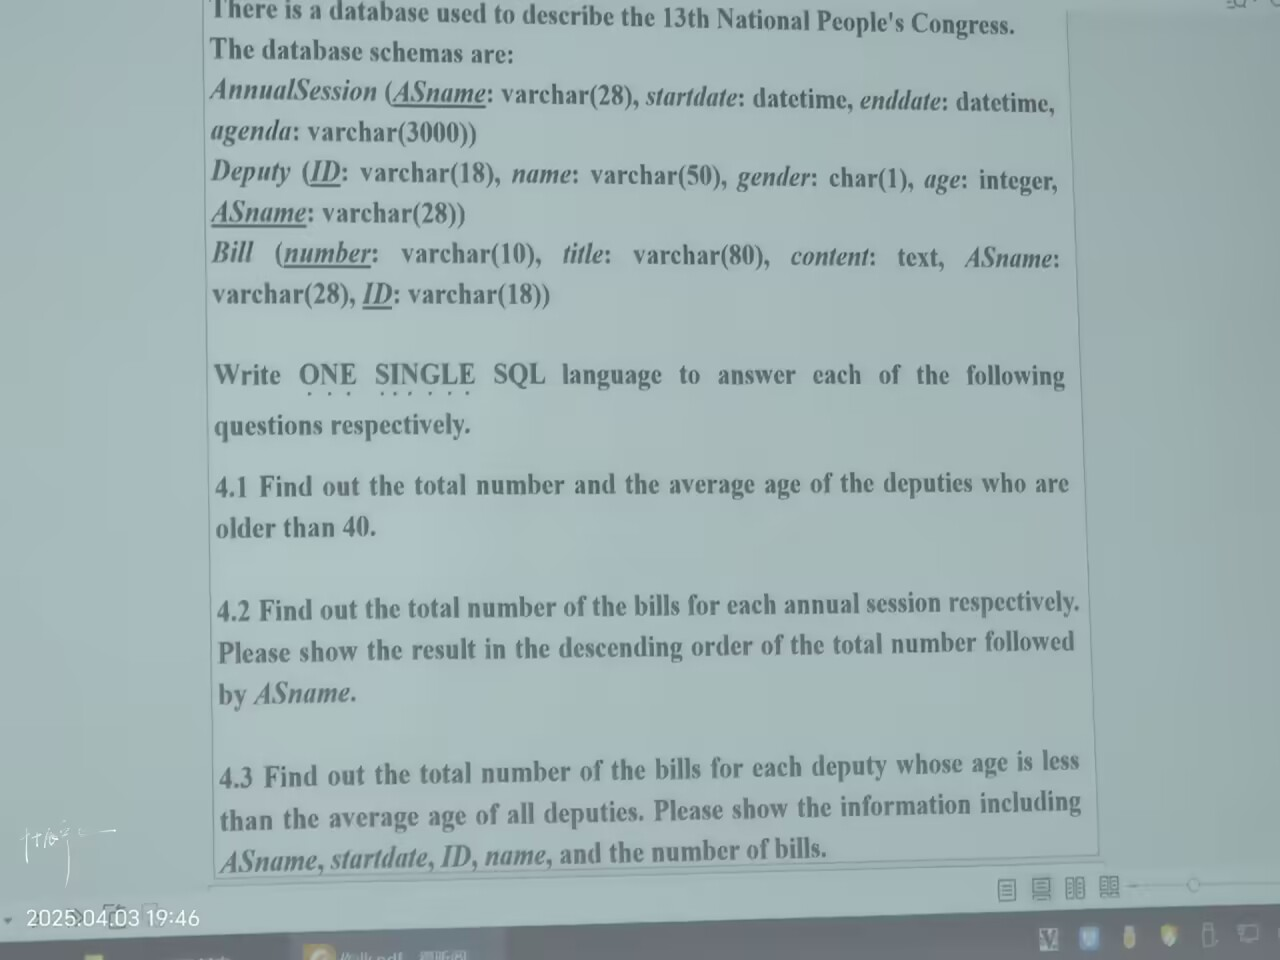 There is a database used to describe the 13th National People's Congress.
The database schemas are:
AnnualSession (ASname: varchar(28), startdate: datetime, enddate: datetime,
agenda: varchar(3000))
Deputy (ID: varchar(18), name: varchar(50), gender: char(1), age: integer,
ASname: varchar(28))
Bill (number: varchar(10), title: varchar(80), content: text, ASname:
varchar(28), ID: varchar(18))
Write ONE SINGLE SQL language to answer each of the following
questions respectively.
4.1 Find out the total number and the average age of the deputies who are
older than 40.
4.2 Find out the total number of the bills for each annual session respectively.
Please show the result in the descending order of the total number followed
by ASname.
4.3 Find out the total number of the bills for each deputy whose age is less
than the average age of all deputies. Please show the information including
ASname, startdate, ID, name, and the number of bills.
2025.04.03 19:46